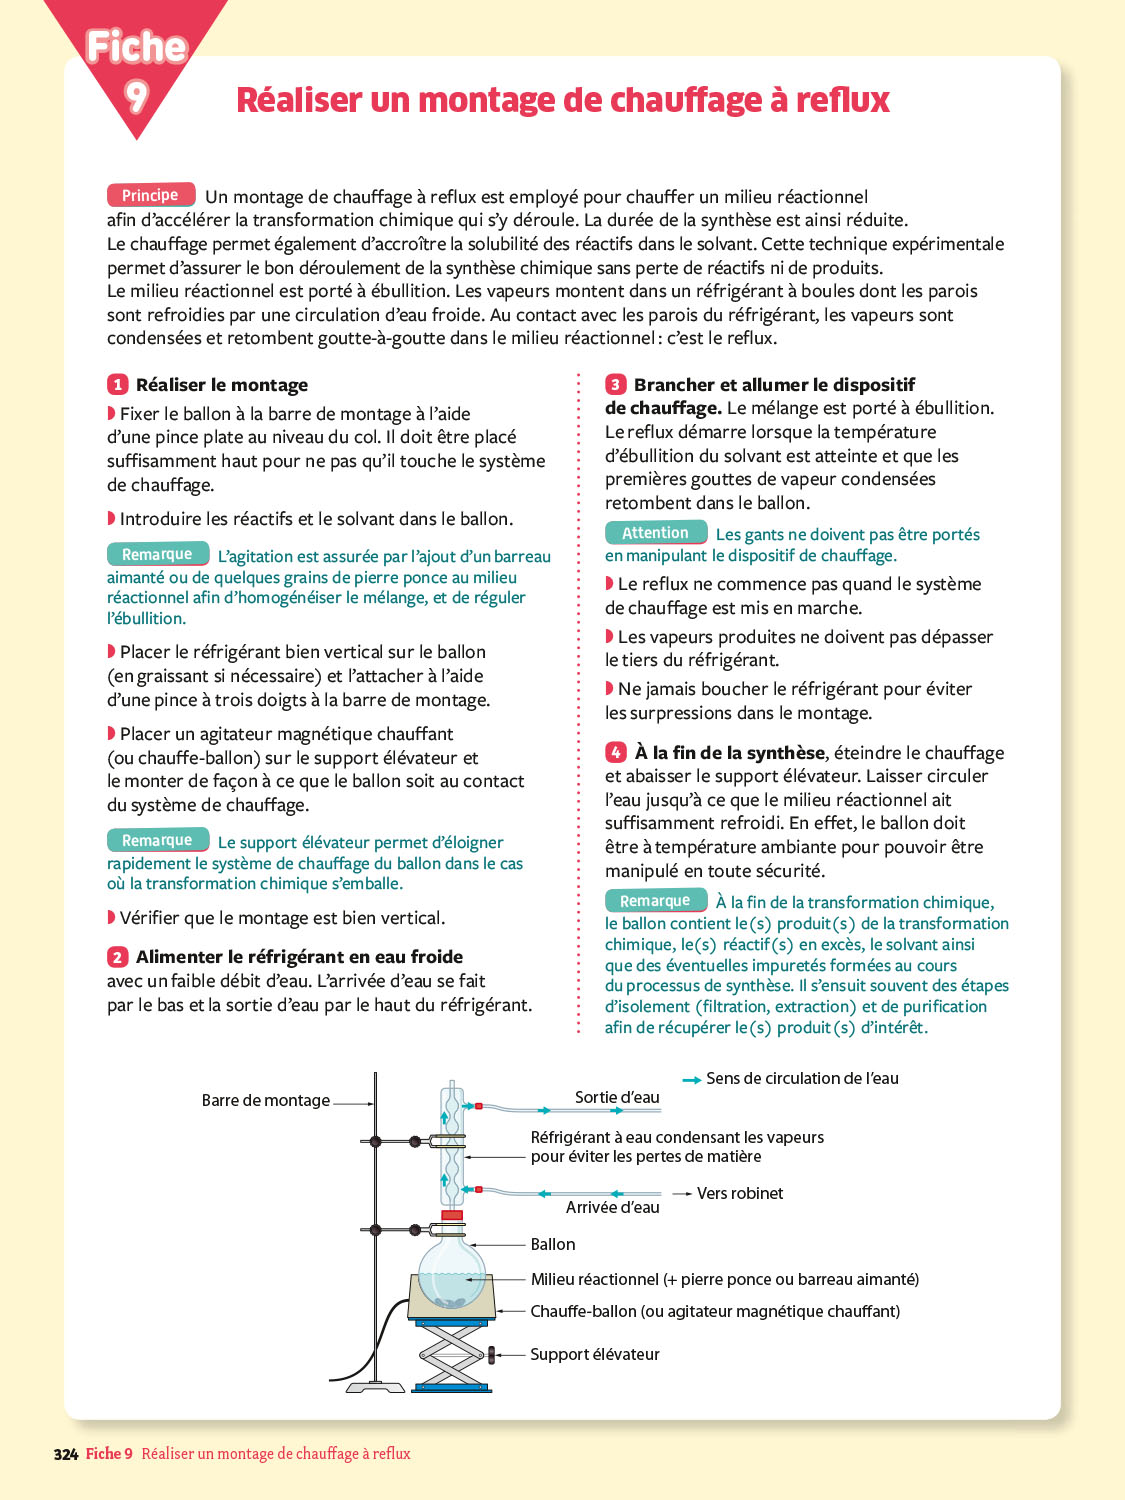 Fiche
9
Réaliser un montage de chauffage à reflux
Principe Un montage de chauffage à reflux est employé pour chauffer un milieu réactionnel
afin d’accélérer la transformation chimique qui s’y déroule. La durée de la synthèse est ainsi réduite.
Le chauffage permet également d’accroître la solubilité des réactifs dans le solvant. Cette technique expérimentale
permet d’assurer le bon déroulement de la synthèse chimique sans perte de réactifs ni de produits.
Le milieu réactionnel est porté à ébullition. Les vapeurs montent dans un réfrigérant à boules dont les parois
sont refroidies par une circulation d’eau froide. Au contact avec les parois du réfrigérant, les vapeurs sont
condensées et retombent goutte-à-goutte dans le milieu réactionnel : c’est le reflux.
1 Réaliser le montage
Fixer le ballon à la barre de montage à l’aide
d’une pince plate au niveau du col. Il doit être placé
suffisamment haut pour ne pas qu’il touche le système
de chauffage.
Introduire les réactifs et le solvant dans le ballon.
Remarque L’agitation est assurée par l’ajout d’un barreau
aimanté ou de quelques grains de pierre ponce au milieu
réactionnel afin d’homogénéiser le mélange, et de réguler
l’ébullition.
Placer le réfrigérant bien vertical sur le ballon
(en graissant si nécessaire) et l’attacher à l’aide
d’une pince à trois doigts à la barre de montage.
Placer un agitateur magnétique chauffant
(ou chauffe-ballon) sur le support élévateur et
le monter de façon à ce que le ballon soit au contact
du système de chauffage.
Remarque Le support élévateur permet d’éloigner
rapidement le système de chauffage du ballon dans le cas
où la transformation chimique s’emballe.
Vérifier que le montage est bien vertical.
2 Alimenter le réfrigérant en eau froide
avec un faible débit d’eau. L’arrivée d’eau se fait
par le bas et la sortie d’eau par le haut du réfrigérant.
3 Brancher et allumer le dispositif
de chauffage. Le mélange est porté à ébullition.
Le reflux démarre lorsque la température
d’ébullition du solvant est atteinte et que les
premières gouttes de vapeur condensées
retombent dans le ballon.
Attention Les gants ne doivent pas être portés
en manipulant le dispositif de chauffage.
Le reflux ne commence pas quand le système
de chauffage est mis en marche.
Les vapeurs produites ne doivent pas dépasser
le tiers du réfrigérant.
Ne jamais boucher le réfrigérant pour éviter
les surpressions dans le montage.
4 À la fin de la synthèse, éteindre le chauffage
et abaisser le support élévateur. Laisser circuler
l’eau jusqu’à ce que le milieu réactionnel ait
suffisamment refroidi. En effet, le ballon doit
être à température ambiante pour pouvoir être
manipulé en toute sécurité.
Remarque À la fin de la transformation chimique,
le ballon contient le(s) produit(s) de la transformation
chimique, le(s) réactif(s) en excès, le solvant ainsi
que des éventuelles impuretés formées au cours
du processus de synthèse. Il s’ensuit souvent des étapes
d’isolement (filtration, extraction) et de purification
afin de récupérer le(s) produit(s) d’intérêt.
Sens de circulation de l’eau
Barre de montage
Sortie d’eau
Réfrigérant à eau condensant les vapeurs
pour éviter les pertes de matière
Vers robinet
Arrivée d’eau
Ballon
Milieu réactionnel (+ pierre ponce ou barreau aimanté)
Chauffe-ballon (ou agitateur magnétique chauffant)
Support élévateur
324 Fiche 9 Réaliser un montage de chauffage à reflux